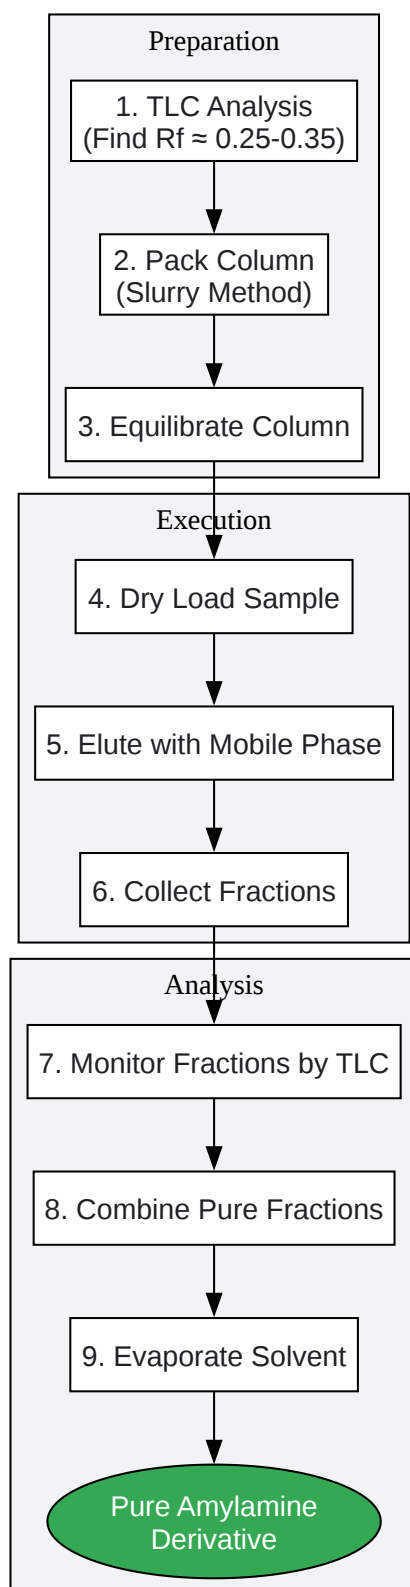 Preparation
1. TLC Analysis
(Find Rf ≈ 0.25-0.35)
2. Pack Column
(Slurry Method)
3. Equilibrate Column
Execution
4. Dry Load Sample
5. Elute with Mobile Phase
6. Collect Fractions
Analysis
7. Monitor Fractions by TLC
8. Combine Pure Fractions
9. Evaporate Solvent
Pure Amylamine
Derivative